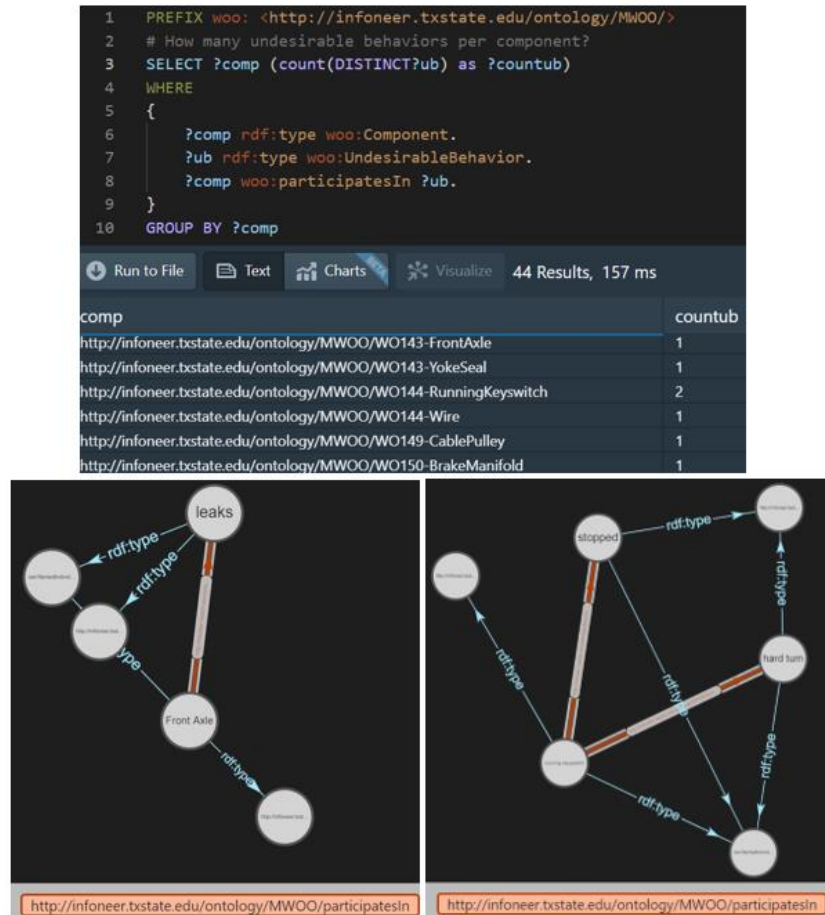 1 PREFIX woo: <http://infoneer.txstate.edu/ontology/MWOO/>
2 # How many undesirable behaviors per component?
3 SELECT ?comp (count(DISTINCT?ub) as ?countub)
4 WHERE
5 {
6 ?comp rdf:type woo:Component.
7 ?ub rdf:type woo:UndesirableBehavior.
8 ?comp woo:participatesIn ?ub.
9 }
10 GROUP BY ?comp
Run to File Text Charts BETA Visualize 44 Results, 157 ms
comp countub
http://infoneer.txstate.edu/ontology/MWOO/WO143-FrontAxle 1
http://infoneer.txstate.edu/ontology/MWOO/WO143-YokeSeal 1
http://infoneer.txstate.edu/ontology/MWOO/WO144-RunningKeyswitch 2
http://infoneer.txstate.edu/ontology/MWOO/WO144-Wire 1
http://infoneer.txstate.edu/ontology/MWOO/WO149-CablePulley 1
http://infoneer.txstate.edu/ontology/MWOO/WO150-BrakeManifold 1
leaks
rdf:type
rdf:type
ype
Front Axle
rdf:type
http://infoneer.txstate.edu/ontology/MWOO/participatesIn
stopped
rdf:type
rdf:type
hard turn
rdf:type
rdf:type
rdf:type
rdf:type
http://infoneer.txstate.edu/ontology/MWOO/participatesIn